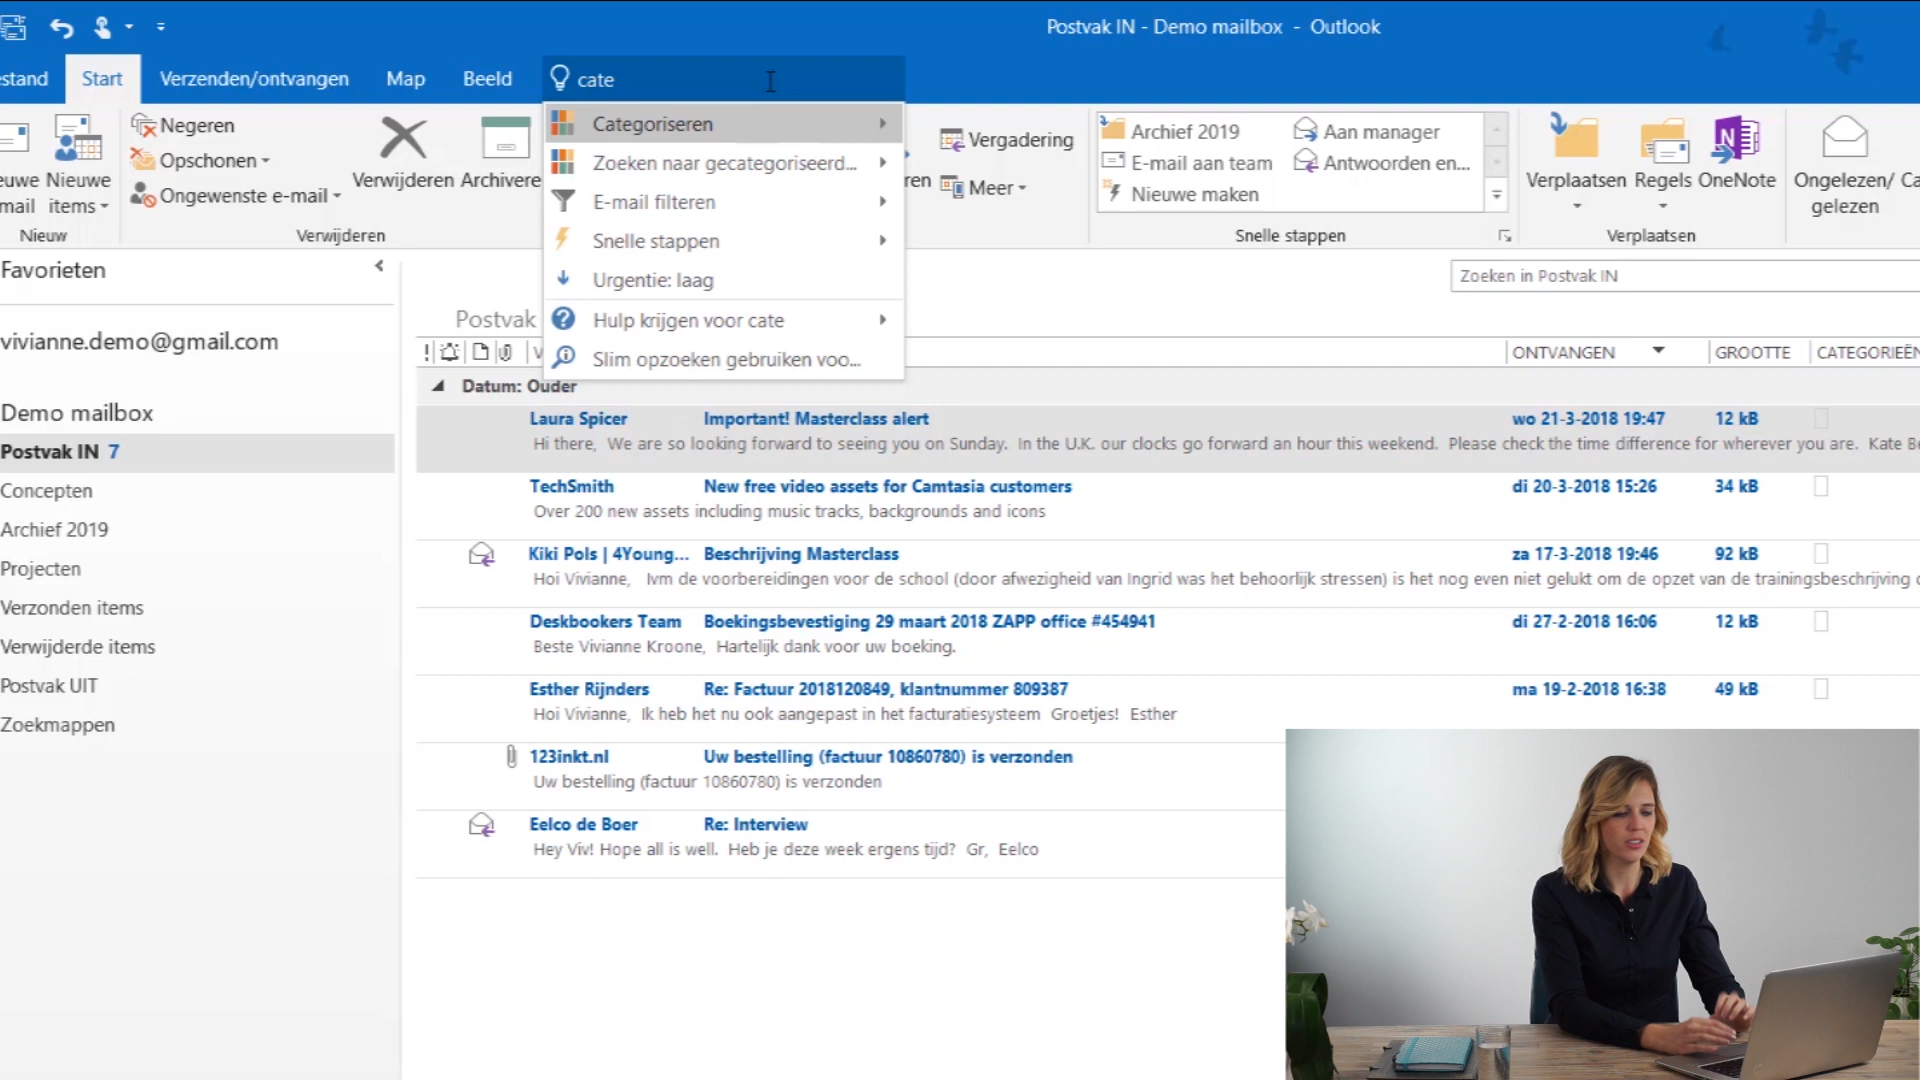 Postvak IN - Demo mailbox - Outlook
estand Start Verzenden/ontvangen Map Beeld cate
Negeren
Opschonen
Ongewenste e-mail
Nieuwe items
Verwijderen Archivere
Nieuw Verwijderen
Categoriseren
Zoeken naar gecategoriseerd...
E-mail filteren
Snelle stappen
Urgentie: laag
Hulp krijgen voor cate
Slim opzoeken gebruiken voo...
Vergadering
ren Meer
Archief 2019 Aan manager
E-mail aan team Antwoorden en...
Nieuwe maken
Snelle stappen
Verplaatsen Regels OneNote
Verplaatsen
Ongelezen/ gelezen
Ca
Favorieten
vivianne.demo@gmail.com
Demo mailbox
Postvak IN 7
Concepten
Archief 2019
Projecten
Verzonden items
Verwijderde items
Postvak UIT
Zoekmappen
Zoeken in Postvak IN
Postvak
! V ONTVANGEN GROOTTE CATEGORIEËN
Datum: Ouder
Laura Spicer Important! Masterclass alert wo 21-3-2018 19:47 12 kB
Hi there, We are so looking forward to seeing you on Sunday. In the U.K. our clocks go forward an hour this weekend. Please check the time difference for wherever you are. Kate Be
TechSmith New free video assets for Camtasia customers di 20-3-2018 15:26 34 kB
Over 200 new assets including music tracks, backgrounds and icons
Kiki Pols | 4Young... Beschrijving Masterclass za 17-3-2018 19:46 92 kB
Hoi Vivianne, Ivm de voorbereidingen voor de school (door afwezigheid van Ingrid was het behoorlijk stressen) is het nog even niet gelukt om de opzet van de trainingsbeschrijving
Deskbookers Team Boekingsbevestiging 29 maart 2018 ZAPP office #454941 di 27-2-2018 16:06 12 kB
Beste Vivianne Kroone, Hartelijk dank voor uw boeking.
Esther Rijnders Re: Factuur 2018120849, klantnummer 809387 ma 19-2-2018 16:38 49 kB
Hoi Vivianne, Ik heb het nu ook aangepast in het facturatiesysteem Groetjes! Esther
123inkt.nl Uw bestelling (factuur 10860780) is verzonden
Uw bestelling (factuur 10860780) is verzonden
Eelco de Boer Re: Interview
Hey Viv! Hope all is well. Heb je deze week ergens tijd? Gr, Eelco